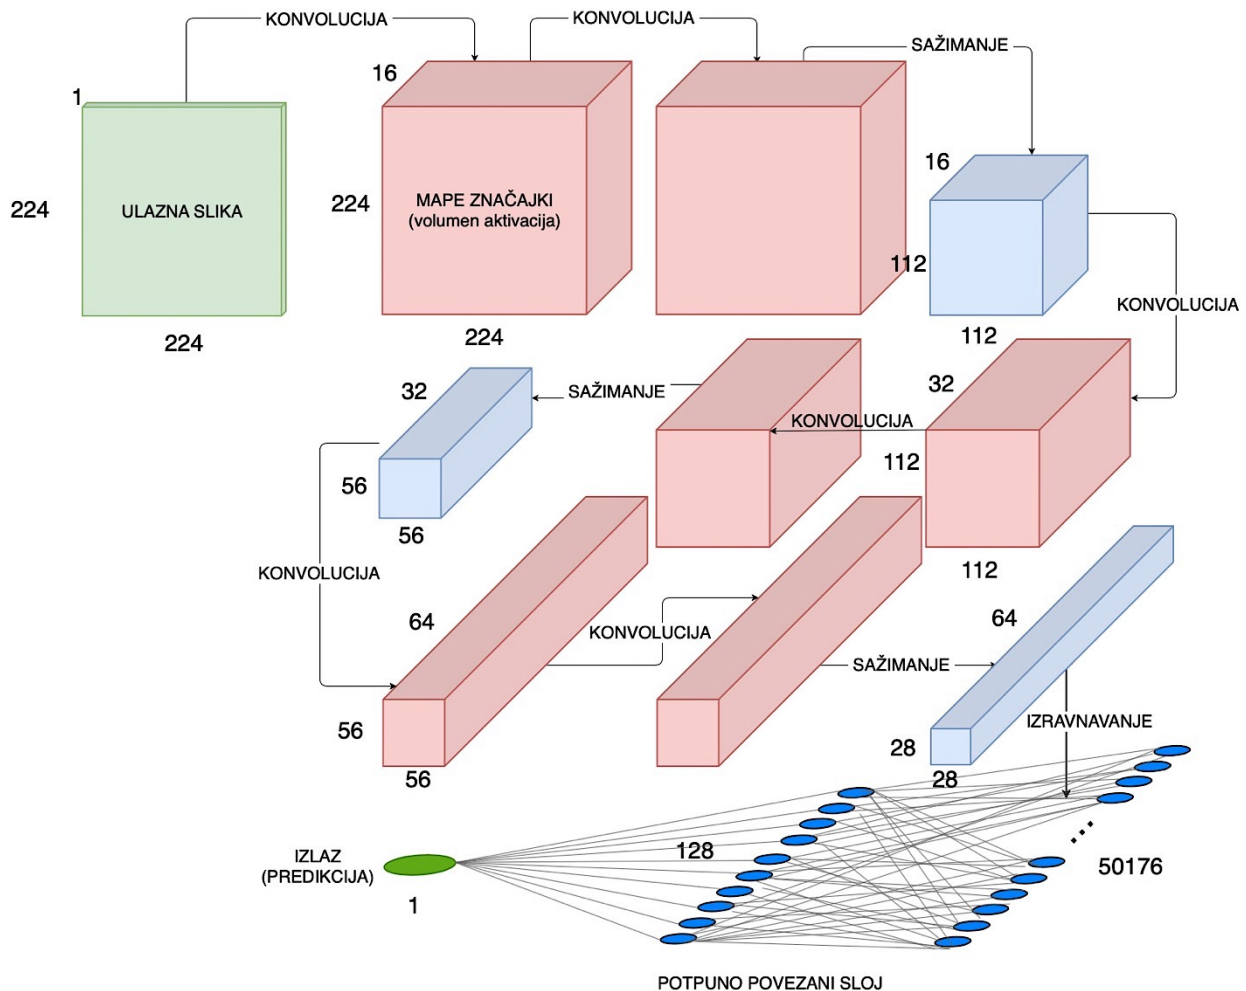 KONVOLUCIJA
KONVOLUCIJA
SAŽIMANJE
1
16
16
224
ULAZNA SLIKA
224
MAPE ZNAČAJKI
(volumen aktivacija)
112
224
224
112
KONVOLUCIJA
32
SAŽIMANJE
32
KONVOLUCIJA
56
112
56
112
KONVOLUCIJA
64
KONVOLUCIJA
64
SAŽIMANJE
56
56
28
28
IZRAVNAVANJE
IZLAZ
(PREDIKCIJA)
1
128
50176
POTPUNO POVEZANI SLOJ